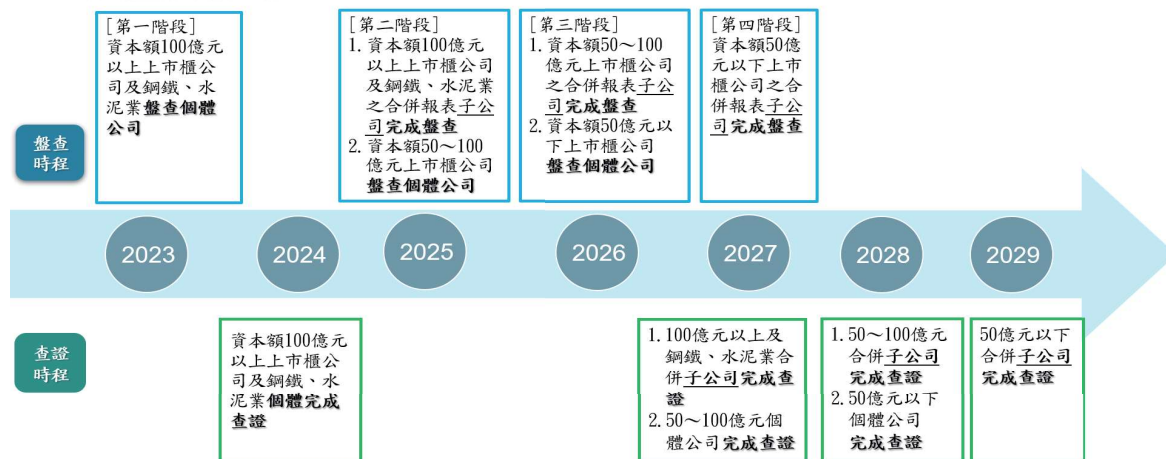 [第一階段]
資本額100億元
以上上市櫃公
司及鋼鐵、水
泥業盤查個體
公司
[第二階段]
1. 資本額100億元
以上上市櫃公司
及鋼鐵、水泥業
之合併報表子公
司完成盤查
2. 資本額50～100
億元上市櫃公司
盤查個體公司
[第三階段]
1. 資本額50～100
億元上市櫃公司
之合併報表子公
司完成盤查
2. 資本額50億元以
下上市櫃公司
盤查個體公司
[第四階段]
資本額50億
元以下上市
櫃公司之合
併報表子公
司完成盤查
盤查
時程
2023
2024
2025
2026
2027
2028
2029
查證
時程
資本額100億元
以上上市櫃公
司及鋼鐵、水
泥業個體完成
查證
1. 100億元以上及
鋼鐵、水泥業合
併子公司完成查
證
2. 50～100億元個
體公司完成查證
1. 50～100億元
合併子公司
完成查證
2. 50億元以下
個體公司
完成查證
50億元以下
合併子公司
完成查證